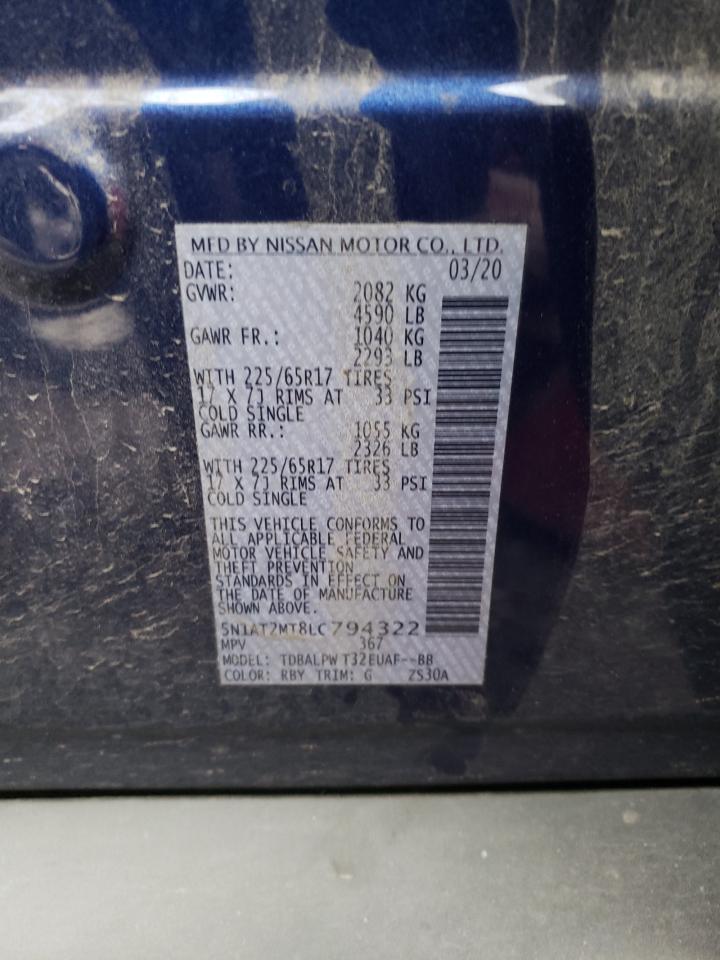 MFD BY NISSAN MOTOR CO., LTD.
DATE: 03/20
GVWR: 2082 KG
4590 LB
GAWR FR.: 1040 KG
2293 LB
WITH 225/65R17 TIRES
17 X 7J RIMS AT 33 PSI
COLD SINGLE
GAWR RR.: 1055 KG
2326 LB
WITH 225/65R17 TIRES
17 X 7J RIMS AT 33 PSI
COLD SINGLE
THIS VEHICLE CONFORMS TO
ALL APPLICABLE FEDERAL
MOTOR VEHICLE SAFETY AND
THEFT PREVENTION
STANDARDS IN EFFECT ON
THE DATE OF MANUFACTURE
SHOWN ABOVE.
5N1AT2MT8LC794322
MPV 367
MODEL: TDBALPW T32EUAF--BB
COLOR: RBY TRIM: G ZS30A